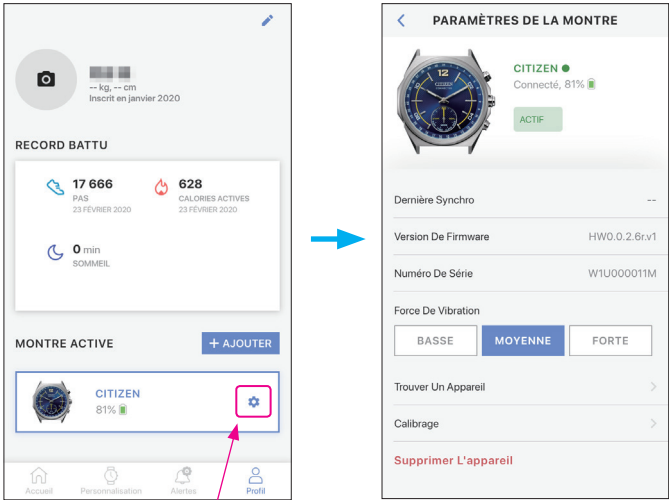 -- kg, -- cm
Inscrit en janvier 2020
RECORD BATTU
17 666
PAS
23 FÉVRIER 2020
628
CALORIES ACTIVES
23 FÉVRIER 2020
0 min
SOMMEIL
MONTRE ACTIVE
+ AJOUTER
CITIZEN
81%
Accueil
Personnalisation
Alertes
Profil
PARAMÈTRES DE LA MONTRE
12
CITIZEN
Connecté, 81%
ACTIF
Dernière Synchro --
Version De Firmware HW0.0.2.6r.v1
Numéro De Série W1U000011M
Force De Vibration
BASSE
MOYENNE
FORTE
Trouver Un Appareil
Calibrage
Supprimer L'appareil